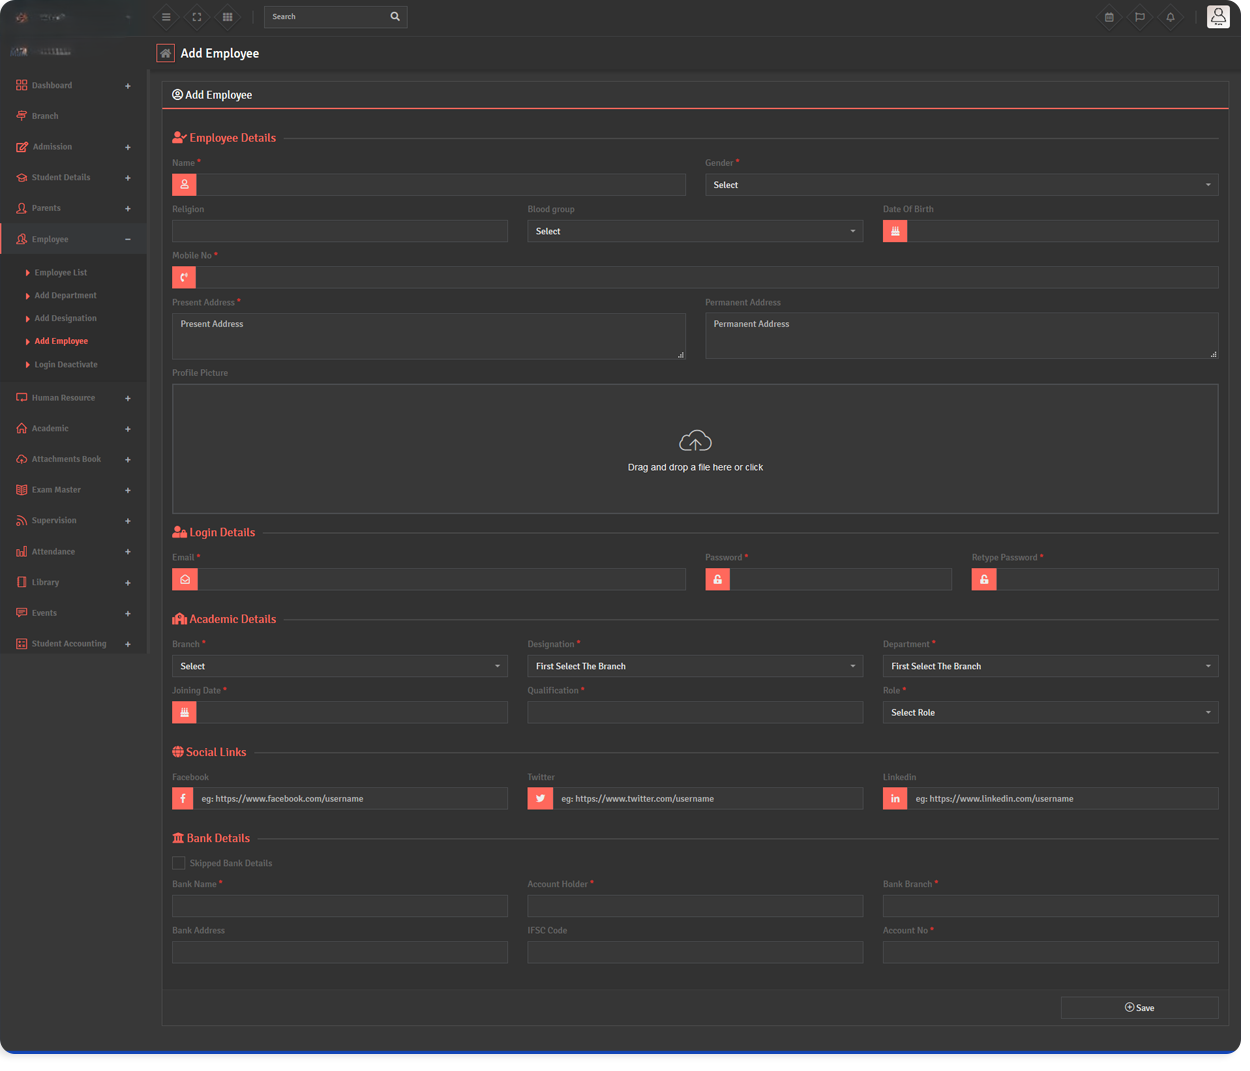 Search
Add Employee
Dashboard +
Branch
Admission +
Student Details +
Parents +
Employee −
Employee List
Add Department
Add Designation
Add Employee
Login Deactivate
Human Resource +
Academic +
Attachments Book +
Exam Master +
Supervision +
Attendance +
Library +
Events +
Student Accounting +
Add Employee
Employee Details
Name * Gender *
Select
Religion Blood group Date Of Birth
Select
Mobile No *
Present Address * Permanent Address
Present Address Permanent Address
Profile Picture
Drag and drop a file here or click
Login Details
Email * Password * Retype Password *
Academic Details
Branch * Designation * Department *
Select First Select The Branch First Select The Branch
Joining Date * Qualification * Role *
Select Role
Social Links
Facebook Twitter Linkedin
eg: https://www.facebook.com/username eg: https://www.twitter.com/username eg: https://www.linkedin.com/username
Bank Details
Skipped Bank Details
Bank Name * Account Holder * Bank Branch *
Bank Address IFSC Code Account No *
Save